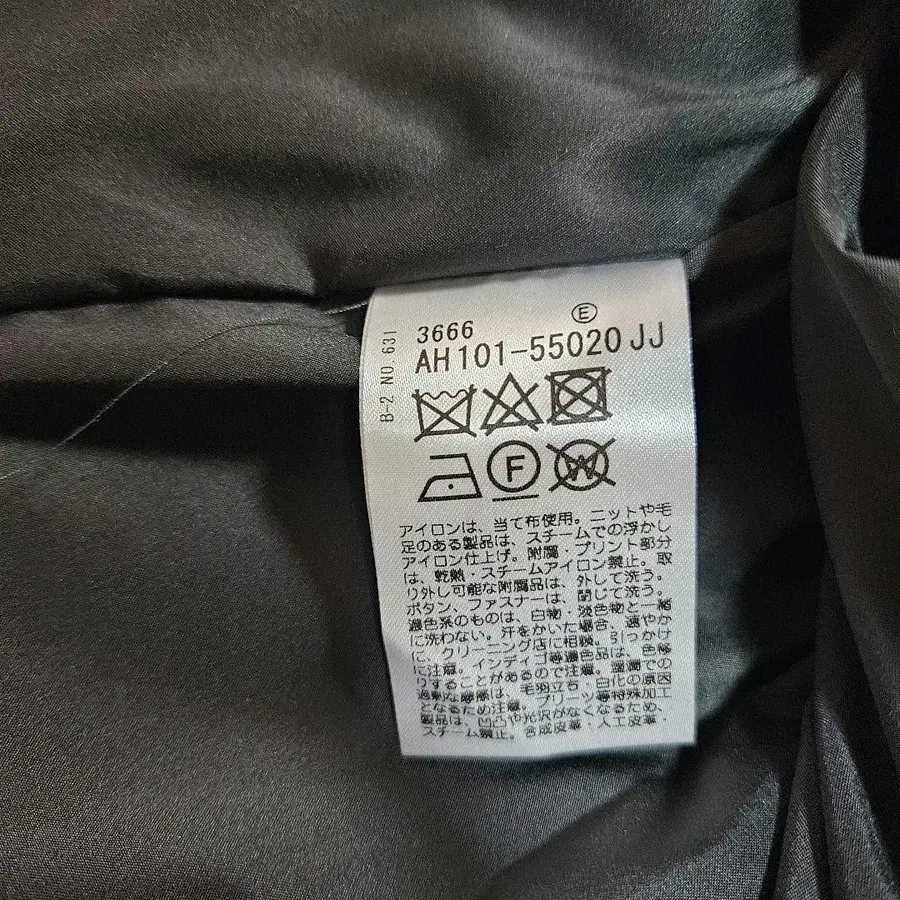 B-2 NO.631
3666
Ⓔ
AH101-55020 JJ
F
W
アイロンは、当て布使用。ニットや毛
足のある製品は、スチームでの浮かし
アイロン仕上げ。附属・プリント部分
は、乾熱・スチームアイロン禁止。取
り外し可能な附属品は、外して洗う。
ボタン、ファスナーは、閉じて洗う。
濃色系のものは、白物・淡色物と一緒
に洗わない。汗をかいた場合、速やか
に、クリーニング店に相談。引っかけ
に注意。インディゴ等濃色品は、色移
りすることがあるので注意。濡濡での
過剰な摩擦は、毛羽立ち・白化の原因
となるため注意。プリーツ等特殊加工
製品は、凹凸や光沢がなくなるため、
スチーム禁止。合成皮革・人工皮革・